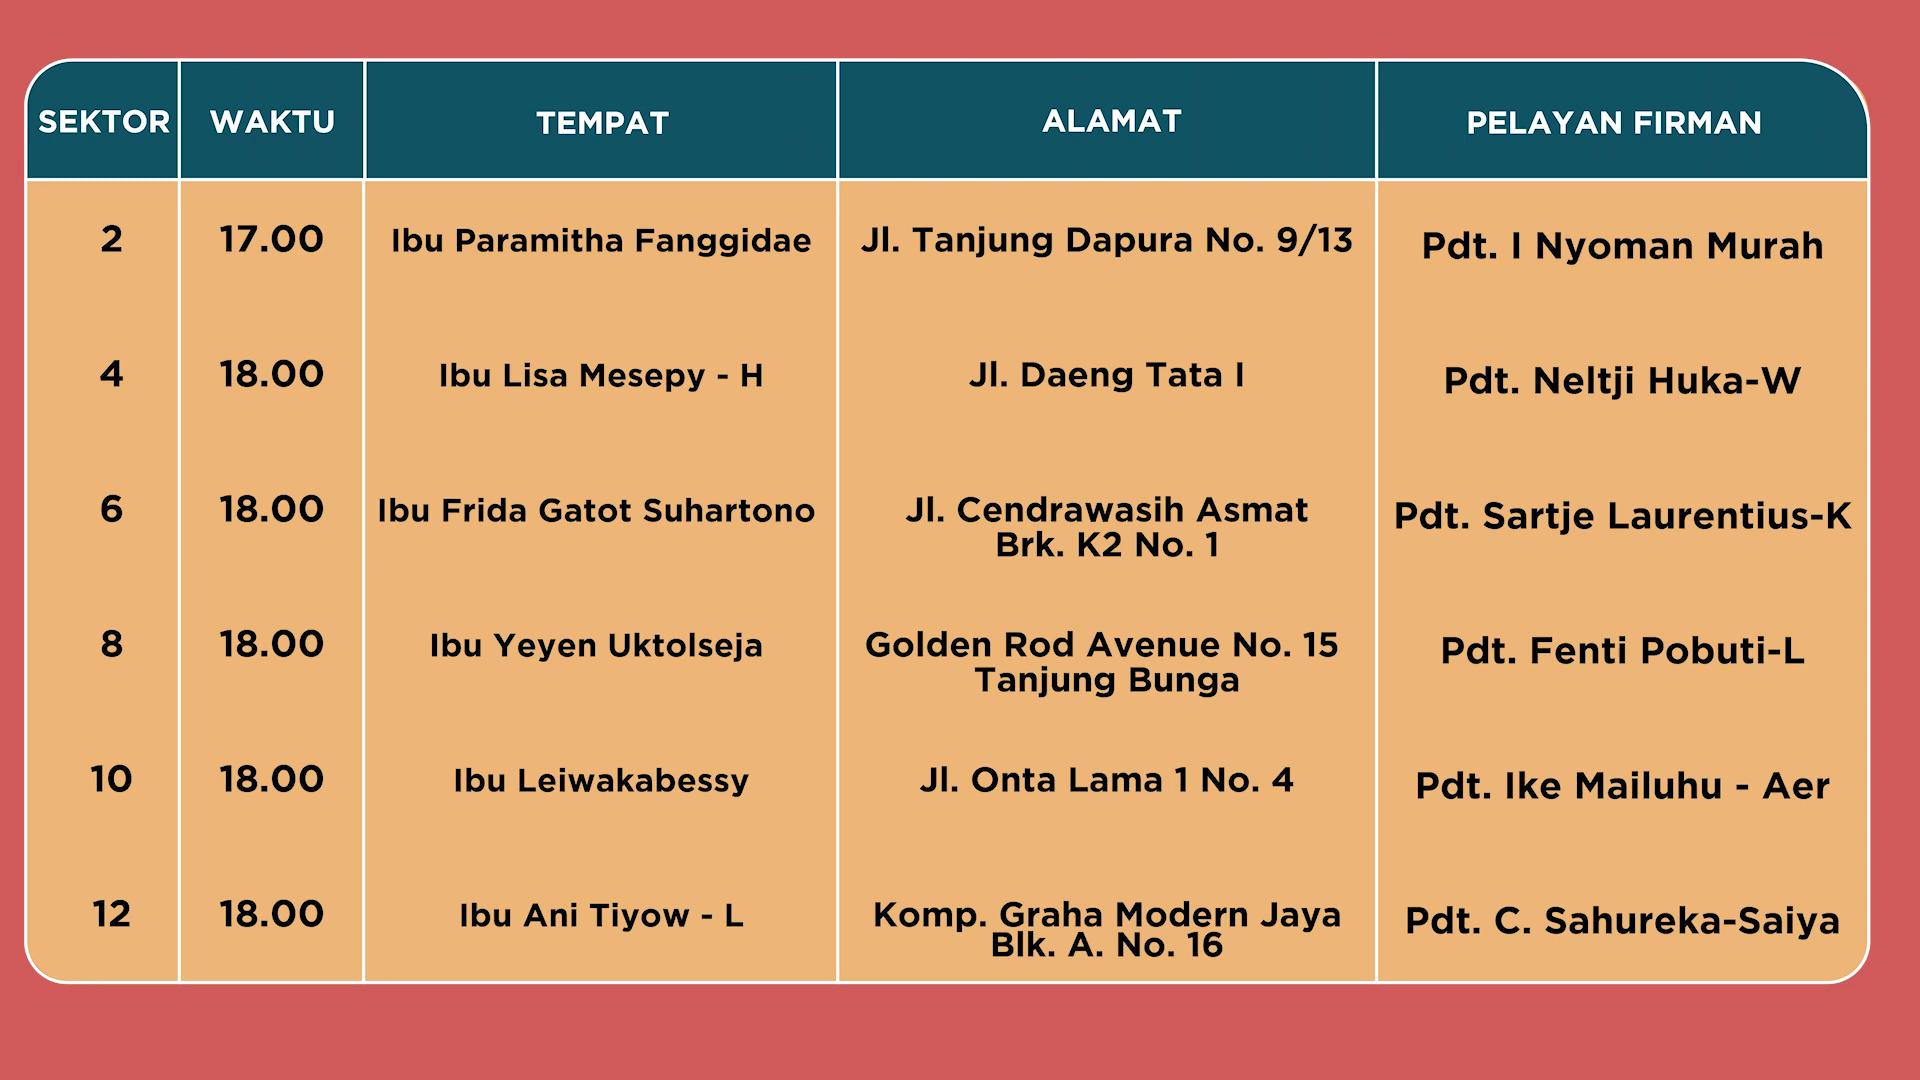 SEKTOR WAKTU TEMPAT ALAMAT PELAYAN FIRMAN
2 17.00 Ibu Paramitha Fanggidae Jl. Tanjung Dapura No. 9/13 Pdt. I Nyoman Murah
4 18.00 Ibu Lisa Mesepy - H Jl. Daeng Tata I Pdt. Neltji Huka-W
6 18.00 Ibu Frida Gatot Suhartono Jl. Cendrawasih Asmat Pdt. Sartje Laurentius-K
Brk. K2 No. 1
8 18.00 Ibu Yeyen Uktolseja Golden Rod Avenue No. 15 Pdt. Fenti Pobuti-L
Tanjung Bunga
10 18.00 Ibu Leiwakabessy Jl. Onta Lama 1 No. 4 Pdt. Ike Mailuhu - Aer
12 18.00 Ibu Ani Tiyow - L Komp. Graha Modern Jaya Pdt. C. Sahureka-Saiya
Blk. A. No. 16